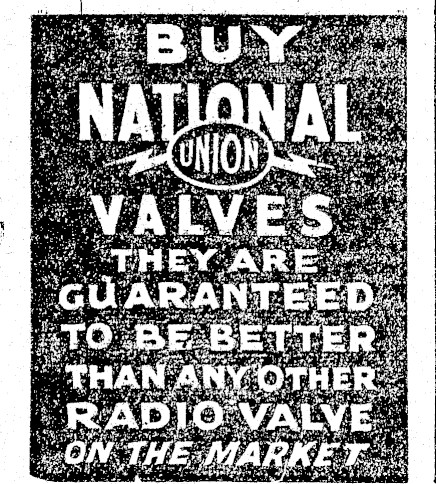 BUY
NATIONAL
UNION
VALVES
THEY ARE
GUARANTEED
TO BE BETTER
THAN ANY OTHER
RADIO VALVE
ON THE MARKET